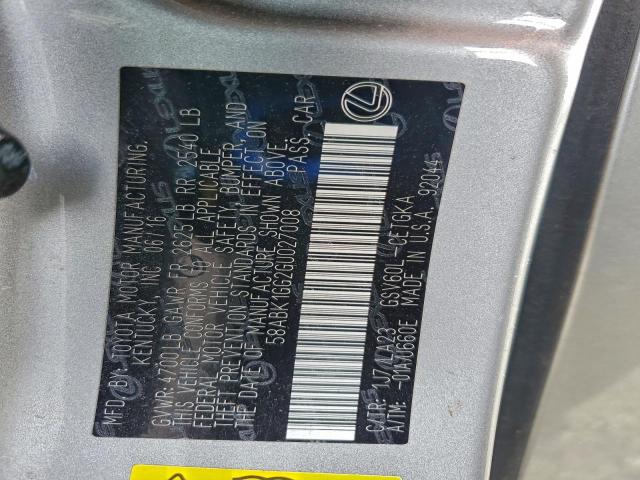 MFD BY: TOYOTA MOTOR MANUFACTURING,
KENTUCKY, INC. 06/16
GVWR 4700 LB GAWR FR 2625 LB RR 2540 LB
THIS VEHICLE CONFORMS TO ALL APPLICABLE
FEDERAL MOTOR VEHICLE SAFETY, BUMPER, AND
THEFT PREVENTION STANDARDS IN EFFECT ON
THE DATE OF MANUFACTURE SHOWN ABOVE.
58ABK1GG2GU027008 PASS. CAR
C/TR: 1J7/LA23 GSV60L-CETGKA
A/TM: -01A/U660E MADE IN U.S.A. 920445
LEXUS